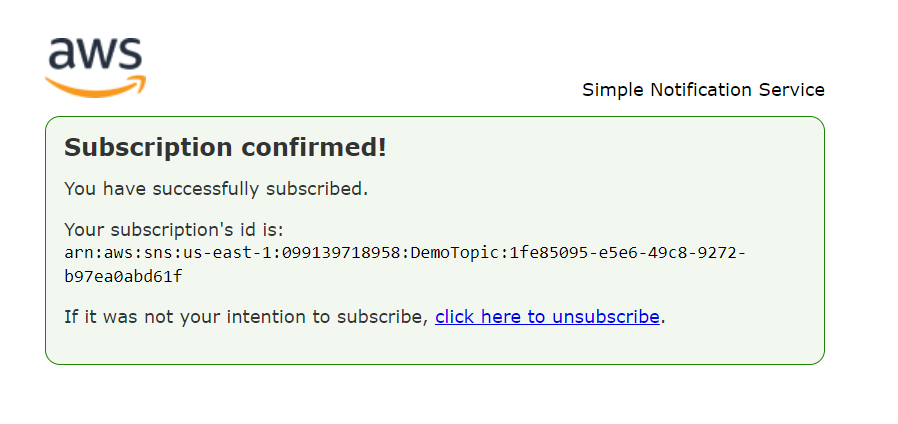 aws
Simple Notification Service
Subscription confirmed!
You have successfully subscribed.
Your subscription's id is:
arn:aws:sns:us-east-1:099139718958:DemoTopic:1fe85095-e5e6-49c8-9272-
b97ea0abd61f
If it was not your intention to subscribe, click here to unsubscribe.